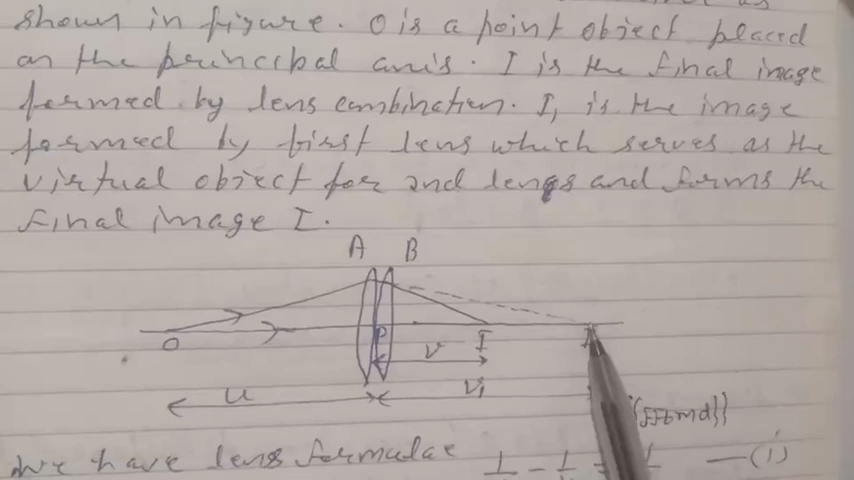 shown in figure. O is a point object placed
on the principal axis. I is the final image
formed by lens combination. I, is the image
formed by first lens which serves as the
virtual object for 2nd lens and forms the
final image I.
A B
O P I
v
u v₁
we have lens formulae 1 - 1 = 1 —(i)